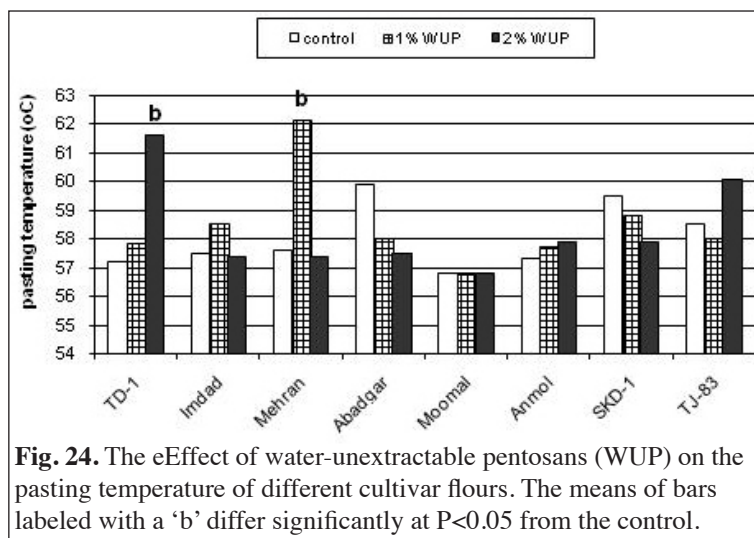 control 1% WUP 2% WUP
pasting temperature (oC)
63
62
61
60
59
58
57
56
55
54
b
b
TD-1
Imdad
Mehran
Abadgar
Moomal
Anmol
SKD-1
TJ-83
Fig. 24. The eEffect of water-unextractable pentosans (WUP) on the
pasting temperature of different cultivar flours. The means of bars
labeled with a ‘b’ differ significantly at P<0.05 from the control.